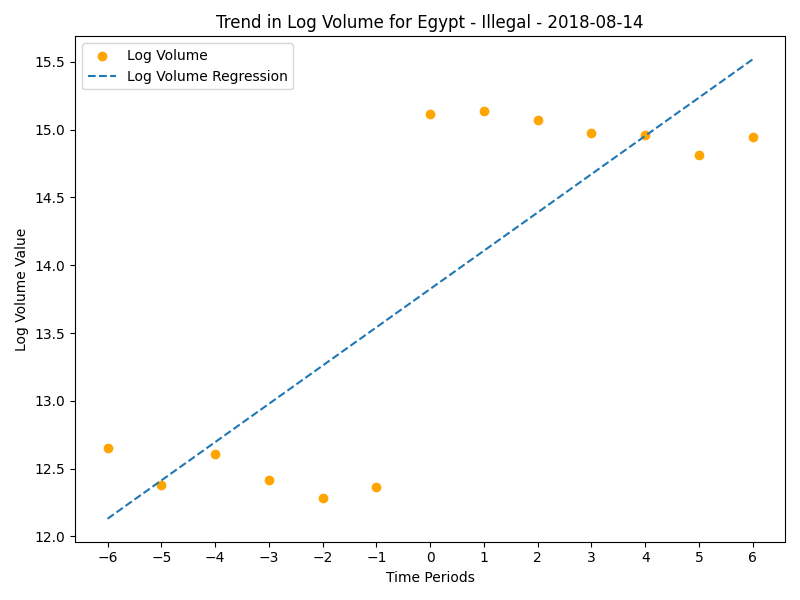 Trend in Log Volume for Egypt - Illegal - 2018-08-14
Log Volume
Log Volume Regression
15.5
15.0
14.5
14.0
13.5
13.0
12.5
12.0
Log Volume Value
−6 −5 −4 −3 −2 −1 0 1 2 3 4 5 6
Time Periods